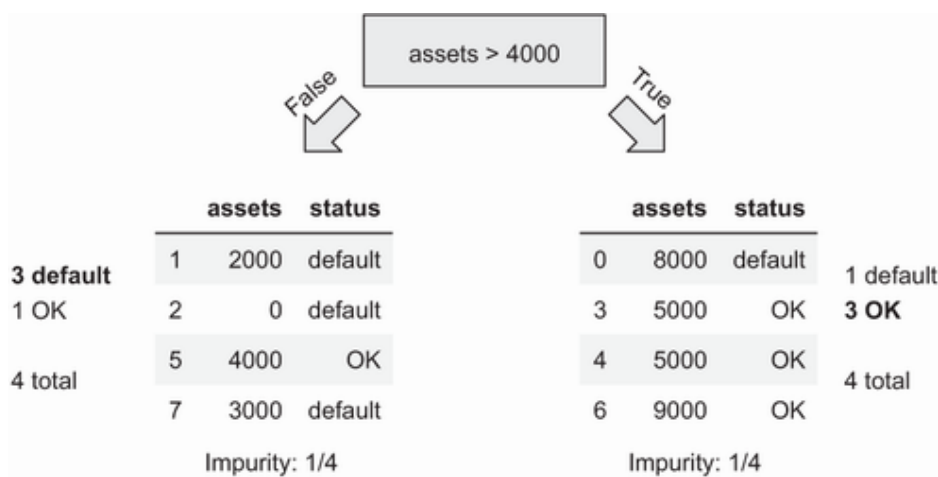 assets > 4000
False
True
assets status
1 2000 default
2 0 default
5 4000 OK
7 3000 default
3 default
1 OK
4 total
Impurity: 1/4
assets status
0 8000 default
3 5000 OK
4 5000 OK
6 9000 OK
1 default
3 OK
4 total
Impurity: 1/4